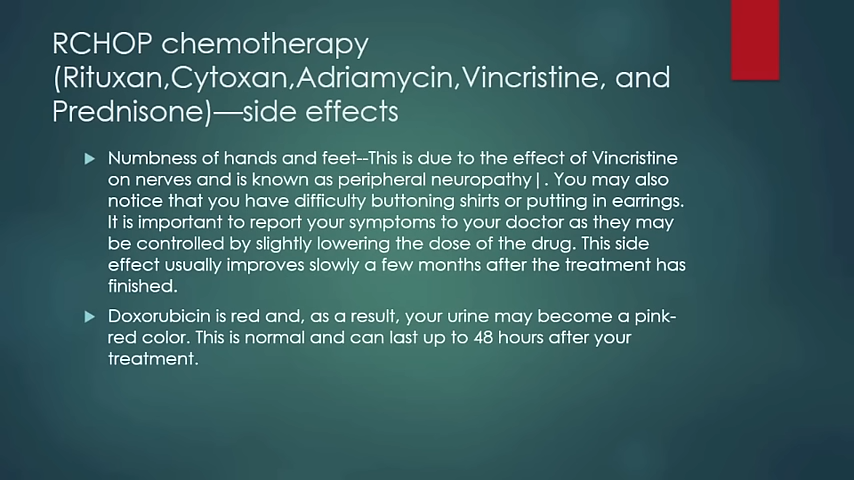 RCHOP chemotherapy
(Rituxan,Cytoxan,Adriamycin,Vincristine, and
Prednisone)—side effects
Numbness of hands and feet--This is due to the effect of Vincristine
on nerves and is known as peripheral neuropathy|. You may also
notice that you have difficulty buttoning shirts or putting in earrings.
It is important to report your symptoms to your doctor as they may
be controlled by slightly lowering the dose of the drug. This side
effect usually improves slowly a few months after the treatment has
finished.
Doxorubicin is red and, as a result, your urine may become a pink-
red color. This is normal and can last up to 48 hours after your
treatment.